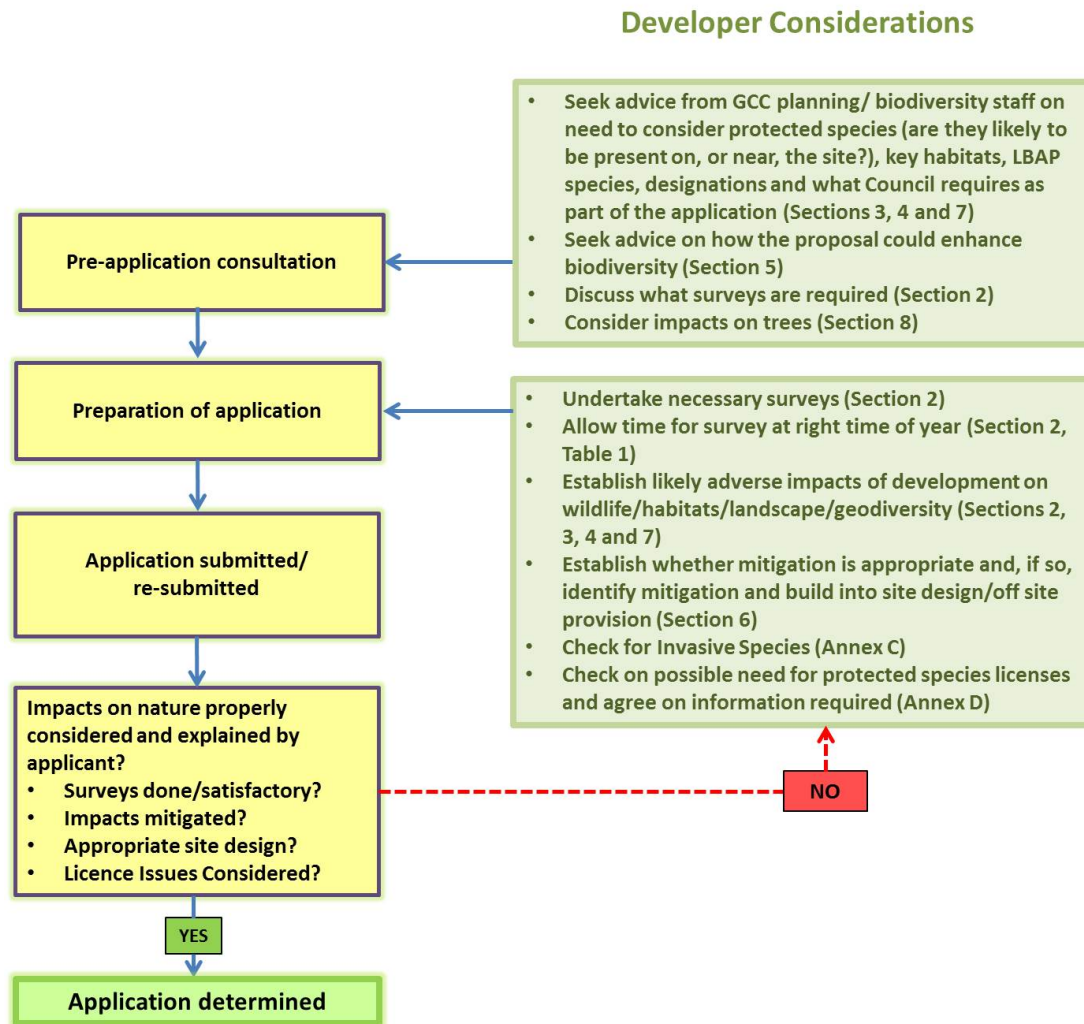 Developer Considerations
• Seek advice from GCC planning/ biodiversity staff on
need to consider protected species (are they likely to
be present on, or near, the site?), key habitats, LBAP
species, designations and what Council requires as
part of the application (Sections 3, 4 and 7)
• Seek advice on how the proposal could enhance
biodiversity (Section 5)
• Discuss what surveys are required (Section 2)
• Consider impacts on trees (Section 8)
Pre-application consultation
Preparation of application
• Undertake necessary surveys (Section 2)
• Allow time for survey at right time of year (Section 2,
Table 1)
• Establish likely adverse impacts of development on
wildlife/habitats/landscape/geodiversity (Sections 2,
3, 4 and 7)
• Establish whether mitigation is appropriate and, if so,
identify mitigation and build into site design/off site
provision (Section 6)
• Check for Invasive Species (Annex C)
• Check on possible need for protected species licenses
and agree on information required (Annex D)
Application submitted/
re-submitted
Impacts on nature properly
considered and explained by
applicant?
• Surveys done/satisfactory?
• Impacts mitigated?
• Appropriate site design?
• Licence Issues Considered?
NO
YES
Application determined